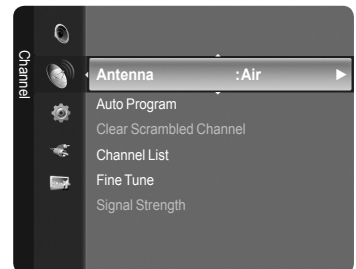 Channel
Antenna :Air
Auto Program
Clear Scrambled Channel
Channel List
Fine Tune
Signal Strength